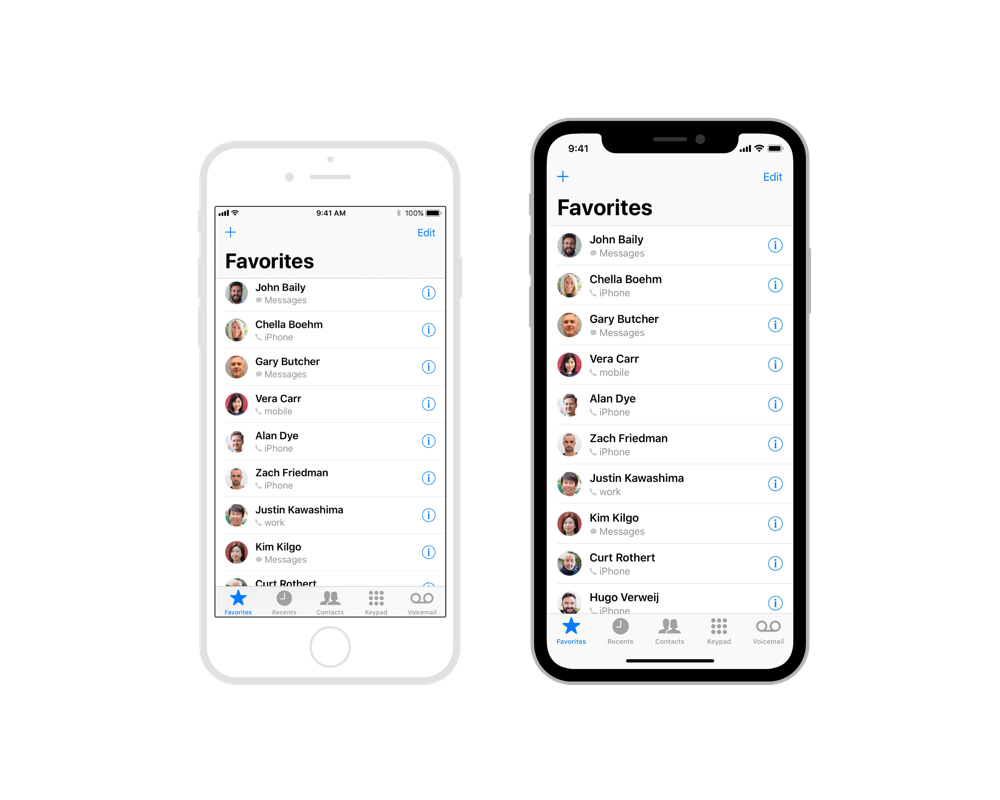 9:41 AM 100%
Edit
Favorites
John Baily
Messages
Chella Boehm
iPhone
Gary Butcher
Messages
Vera Carr
mobile
Alan Dye
iPhone
Zach Friedman
iPhone
Justin Kawashima
work
Kim Kilgo
Messages
Curt Rothert
Favorites Recents Contacts Keypad Voicemail
9:41
Edit
Favorites
John Baily
Messages
Chella Boehm
iPhone
Gary Butcher
Messages
Vera Carr
mobile
Alan Dye
iPhone
Zach Friedman
iPhone
Justin Kawashima
work
Kim Kilgo
Messages
Curt Rothert
iPhone
Hugo Verweij
iPhone
Favorites Recents Contacts Keypad Voicemail